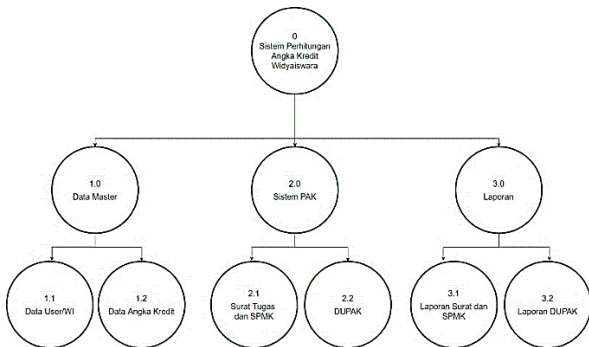 0
Sistem Perhitungan
Angka Kredit
Widyaiswara
1.0
Data Master
2.0
Sistem PAK
3.0
Laporan
1.1
Data User/WI
1.2
Data Angka Kredit
2.1
Surat Tugas
dan SPMK
2.2
DUPAK
3.1
Laporan Surat dan
SPMK
3.2
Laporan DUPAK